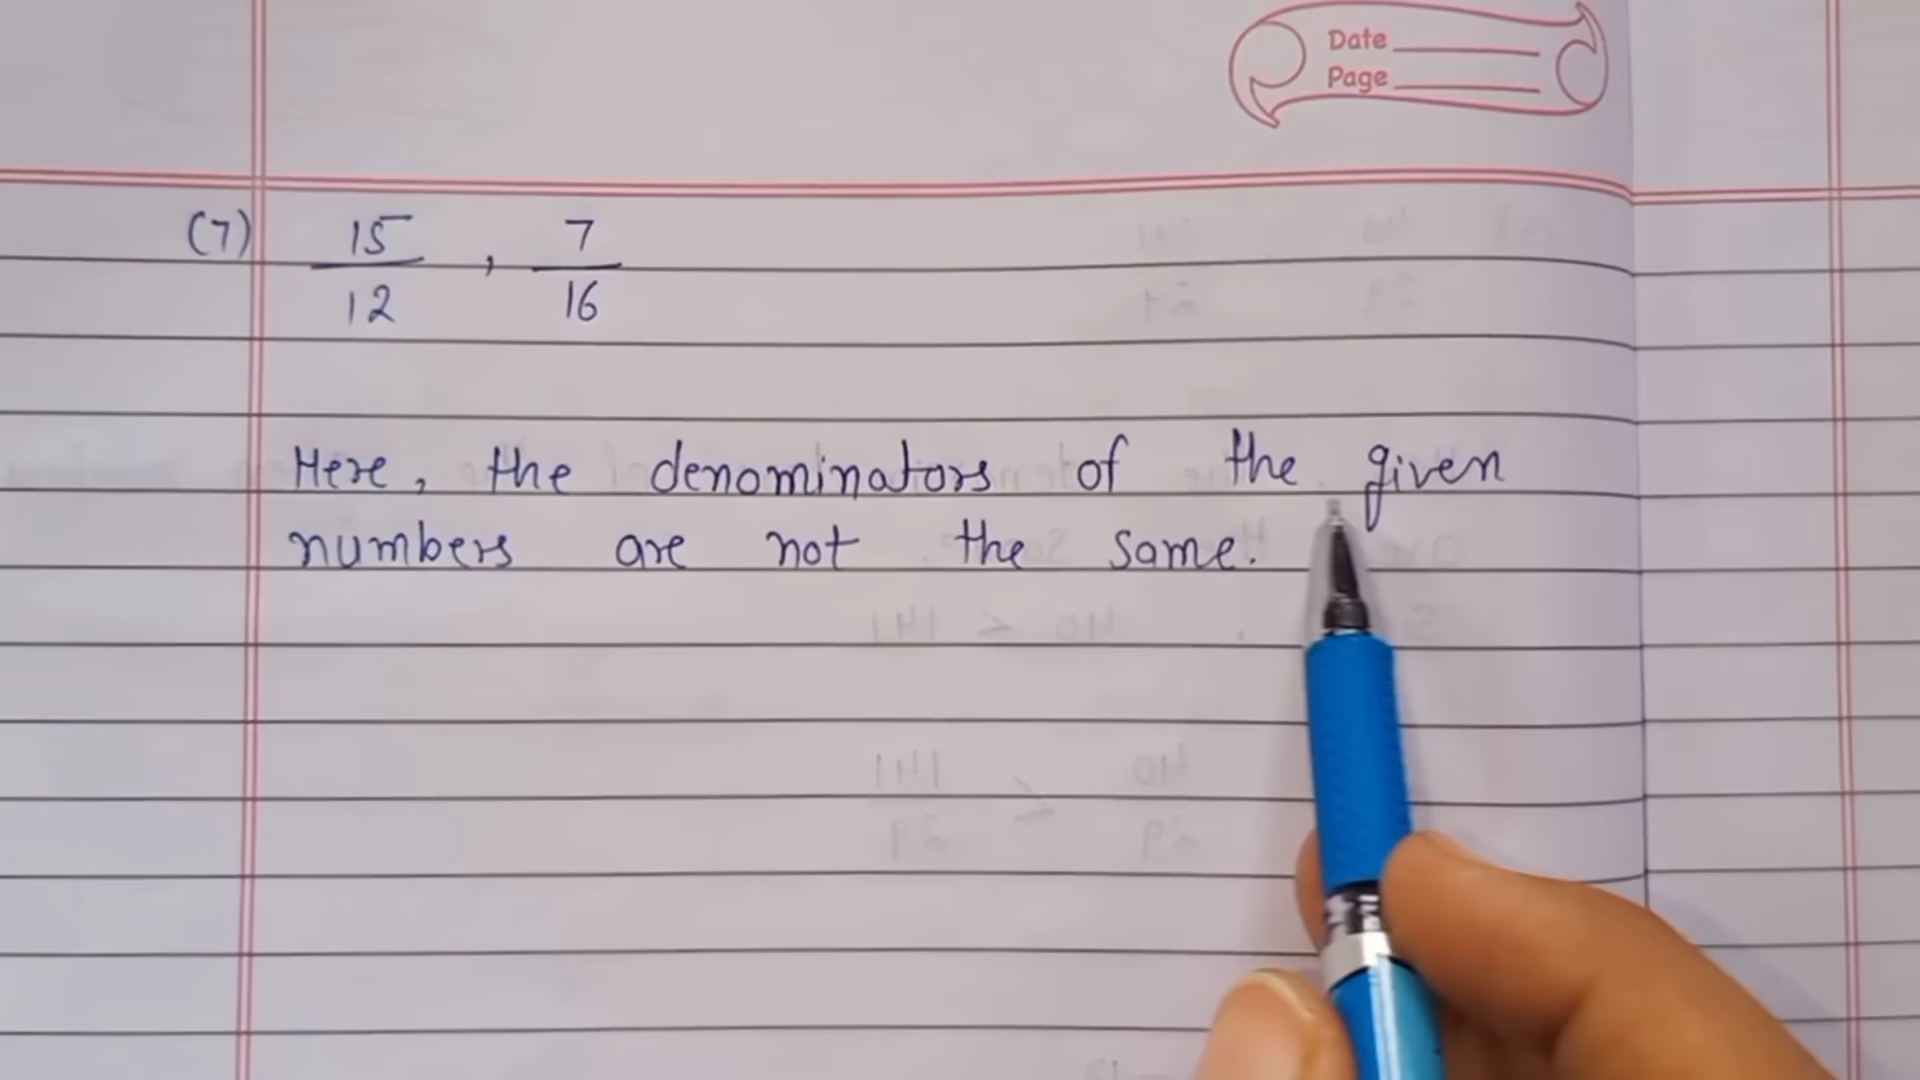 Date
Page
(7) 15/12 , 7/16
Here, the denominators of the given
numbers are not the same.